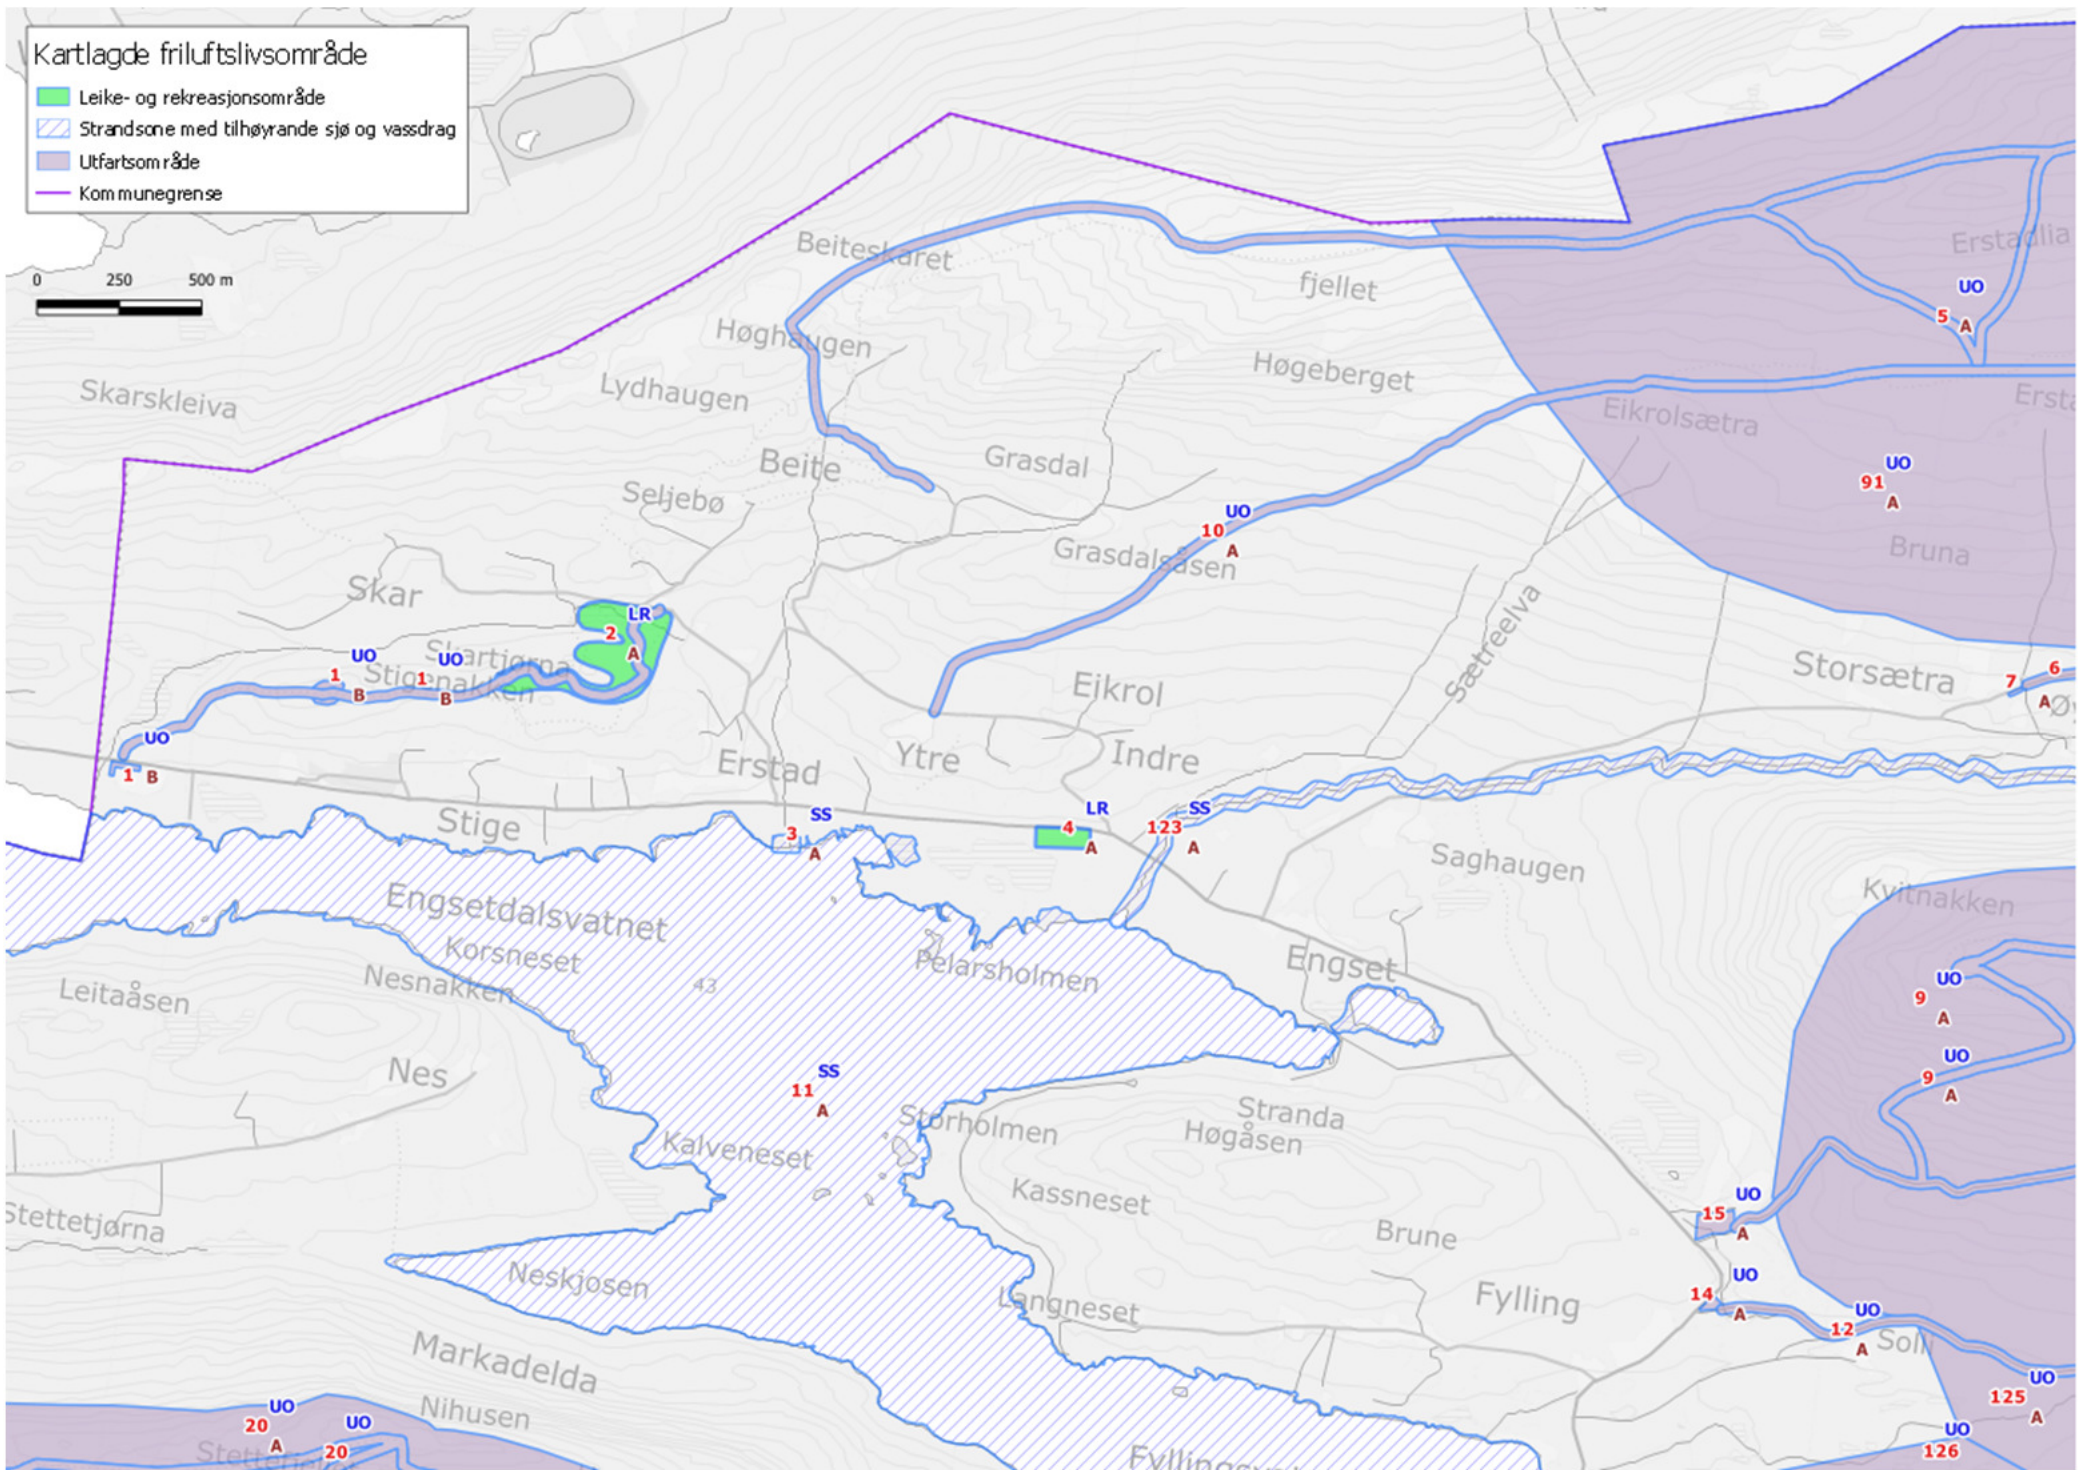 Kartlagde friluftslivsområde
Leike- og rekreasjonsområde
Strandsone med tilhøyrande sjø og vassdrag
Utfartsområde
Kommunegrense
0 250 500 m
Beiteskaret
fjellet
Erstadlia
UO
5 A
Høghaugen
Høgeberget
Lydhaugen
Skarskleiva
Eikrolsætra
Beite
Grasdal
UO
91
A
Seljebø
UO
10
A
Grasdalsåsen
Bruna
Skar
LR
2
A
Sætreelva
Skartjørna
UO
1
B
UO
1
B
Stigenakken
Eikrol
Storsætra
7
6
A
UO
1 B
Erstad
Ytre
Indre
Stige
SS
3
A
LR
4
A
SS
123
A
Saghaugen
Kvitnakken
Engsetdalsvatnet
Korsneset
Nesnakken
43
Pelarsholmen
Engset
Leitaåsen
UO
9
A
Nes
UO
9
A
SS
11
A
Storholmen
Stranda
Høgåsen
Kalveneset
Kassneset
Brune
Stettetjørna
UO
15
A
Neskjosen
Langneset
Fylling
UO
14
A
UO
12
A
Solli
Markadelda
Nihusen
UO
20
A
UO
20
UO
125
A
UO
126